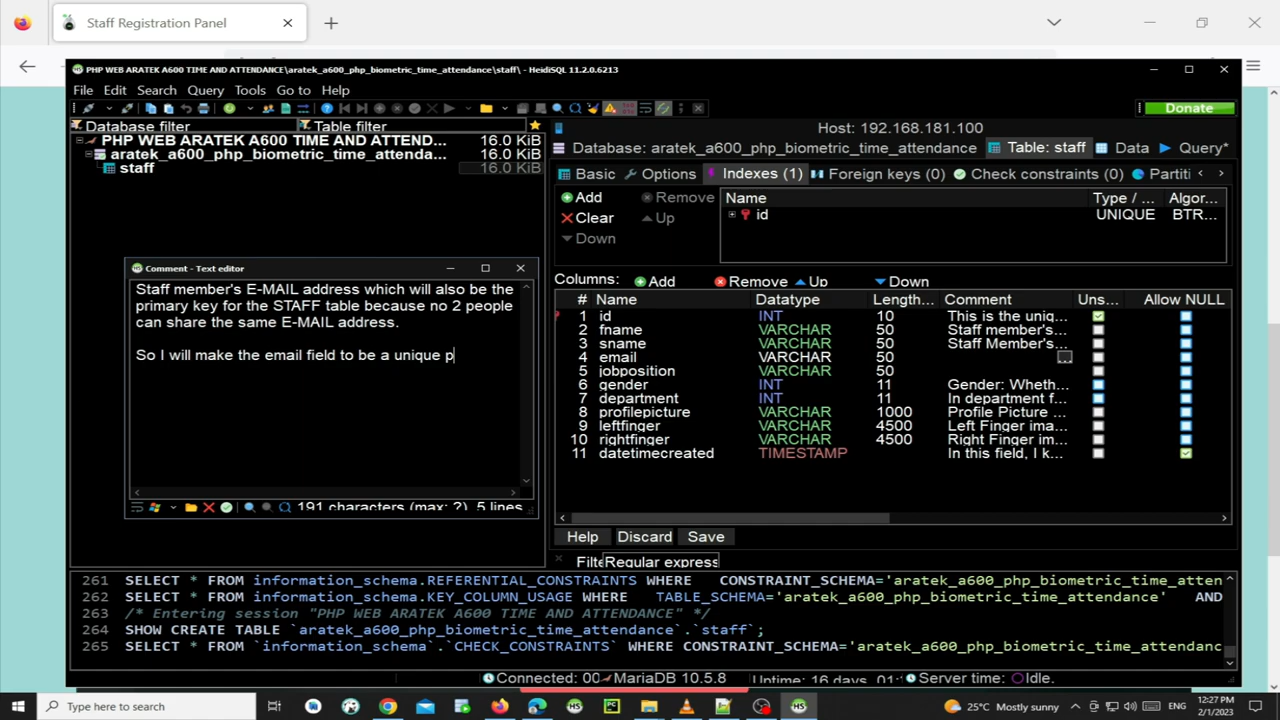 Staff Registration Panel
PHP WEB ARATEK A600 TIME AND ATTENDANCE\aratek_a600_php_biometric_time_attendance\staff\ - HeidiSQL 11.2.0.6213
File Edit Search Query Tools Go to Help
Donate
Database filter Table filter
PHP WEB ARATEK A600 TIME AND ATTEND... 16.0 KiB
aratek_a600_php_biometric_time_attenda... 16.0 KiB
staff 16.0 KiB
Host: 192.168.181.100
Database: aratek_a600_php_biometric_time_attendance Table: staff Data Query*
Basic Options Indexes (1) Foreign keys (0) Check constraints (0) Partiti
Add Remove
Clear Up
Down
Name Type / ... Algor...
id UNIQUE BTR...
Columns: Add Remove Up Down
# Name Datatype Length... Comment Uns... Allow NULL
1 id INT 10 This is the uniq...
2 fname VARCHAR 50 Staff member's...
3 sname VARCHAR 50 Staff Member's...
4 email VARCHAR 50 ...
5 jobposition VARCHAR 50
6 gender INT 11 Gender: Wheth...
7 department INT 11 In department f...
8 profilepicture VARCHAR 1000 Profile Picture ...
9 leftfinger VARCHAR 4500 Left Finger ima...
10 rightfinger VARCHAR 4500 Right Finger im...
11 datetimecreated TIMESTAMP In this field, I k...
Help Discard Save
Comment - Text editor
Staff member's E-MAIL address which will also be the
primary key for the STAFF table because no 2 people
can share the same E-MAIL address.
So I will make the email field to be a unique p
191 characters (max: ?), 5 lines
Filte Regular express
261 SELECT * FROM information_schema.REFERENTIAL_CONSTRAINTS WHERE CONSTRAINT_SCHEMA='aratek_a600_php_biometric_time_atten
262 SELECT * FROM information_schema.KEY_COLUMN_USAGE WHERE TABLE_SCHEMA='aratek_a600_php_biometric_time_attendance' AND
263 /* Entering session "PHP WEB ARATEK A600 TIME AND ATTENDANCE" */
264 SHOW CREATE TABLE `aratek_a600_php_biometric_time_attendance`.`staff`;
265 SELECT * FROM `information_schema`.`CHECK_CONSTRAINTS` WHERE CONSTRAINT_SCHEMA='aratek_a600_php_biometric_time_attendanc
Connected: 00 MariaDB 10.5.8 Uptime: 16 days, 01: Server time: Idle.
Type here to search
25°C Mostly sunny
12:27 PM
2/1/2023